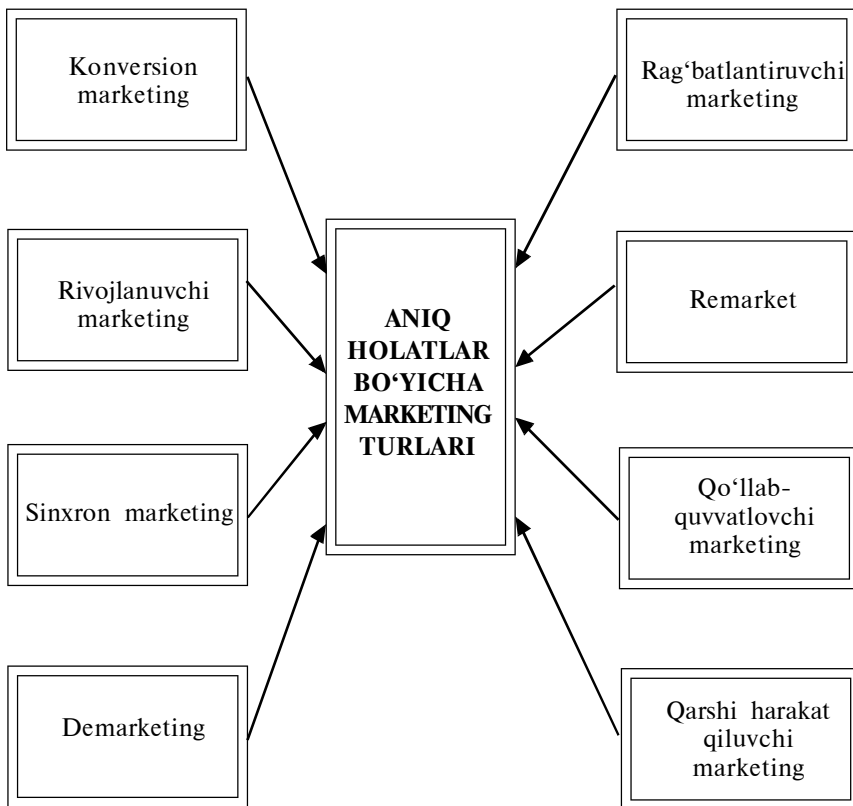 Konversion
marketing
Rag‘batlantiruvchi
marketing
Rivojlanuvchi
marketing
Remarket
ANIQ
HOLATLAR
BO‘YICHA
MARKETING
TURLARI
Sinxron marketing
Qo‘llab-
quvvatlovchi
marketing
Demarketing
Qarshi harakat
qiluvchi
marketing